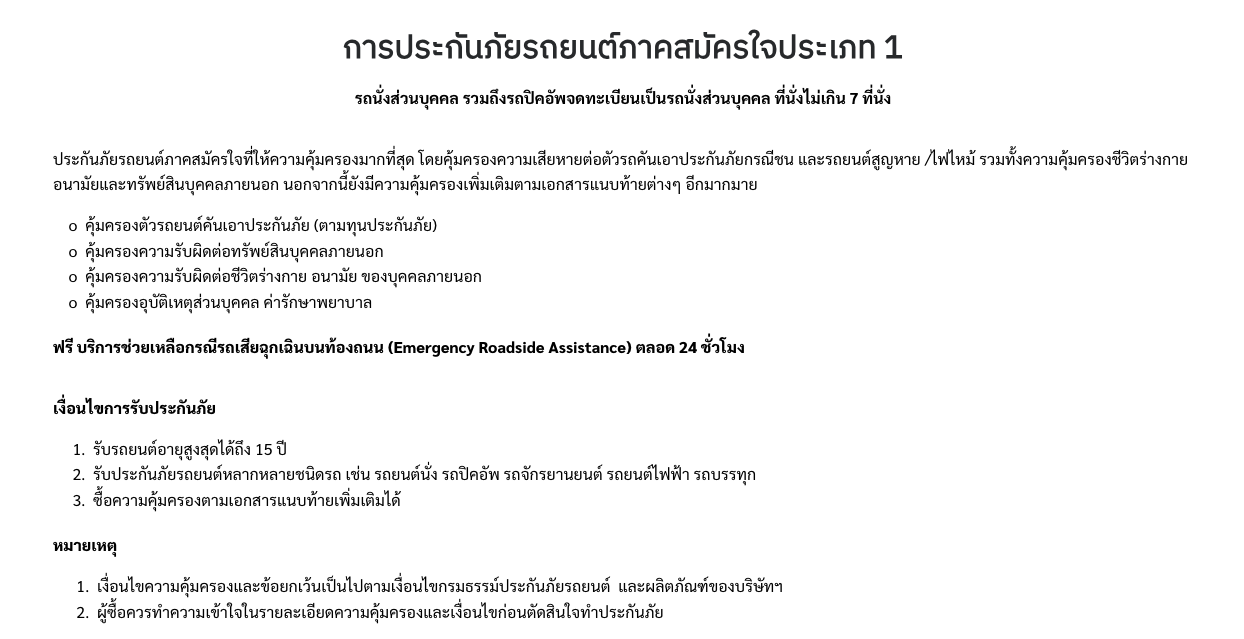 การประกันภัยรถยนต์ภาคสมัครใจประเภท 1
รถนั่งส่วนบุคคล รวมถึงรถปิคอัพจดทะเบียนเป็นรถนั่งส่วนบุคคล ที่นั่งไม่เกิน 7 ที่นั่ง
ประกันภัยรถยนต์ภาคสมัครใจที่ให้ความคุ้มครองมากที่สุด โดยคุ้มครองความเสียหายต่อตัวรถคันเอาประกันภัยกรณีชน และรถยนต์สูญหาย /ไฟไหม้ รวมทั้งความคุ้มครองชีวิตร่างกาย
อนามัยและทรัพย์สินบุคคลภายนอก นอกจากนี้ยังมีความคุ้มครองเพิ่มเติมตามเอกสารแนบท้ายต่างๆ อีกมากมาย
o คุ้มครองตัวรถยนต์คันเอาประกันภัย (ตามทุนประกันภัย)
o คุ้มครองความรับผิดต่อทรัพย์สินบุคคลภายนอก
o คุ้มครองความรับผิดต่อชีวิตร่างกาย อนามัย ของบุคคลภายนอก
o คุ้มครองอุบัติเหตุส่วนบุคคล ค่ารักษาพยาบาล
ฟรี บริการช่วยเหลือกรณีรถเสียฉุกเฉินบนท้องถนน (Emergency Roadside Assistance) ตลอด 24 ชั่วโมง
เงื่อนไขการรับประกันภัย
1. รับรถยนต์อายุสูงสุดได้ถึง 15 ปี
2. รับประกันภัยรถยนต์หลากหลายชนิดรถ เช่น รถยนต์นั่ง รถปิคอัพ รถจักรยานยนต์ รถยนต์ไฟฟ้า รถบรรทุก
3. ซื้อความคุ้มครองตามเอกสารแนบท้ายเพิ่มเติมได้
หมายเหตุ
1. เงื่อนไขความคุ้มครองและข้อยกเว้นเป็นไปตามเงื่อนไขกรมธรรม์ประกันภัยรถยนต์ และผลิตภัณฑ์ของบริษัทฯ
2. ผู้ซื้อควรทำความเข้าใจในรายละเอียดความคุ้มครองและเงื่อนไขก่อนตัดสินใจทำประกันภัย